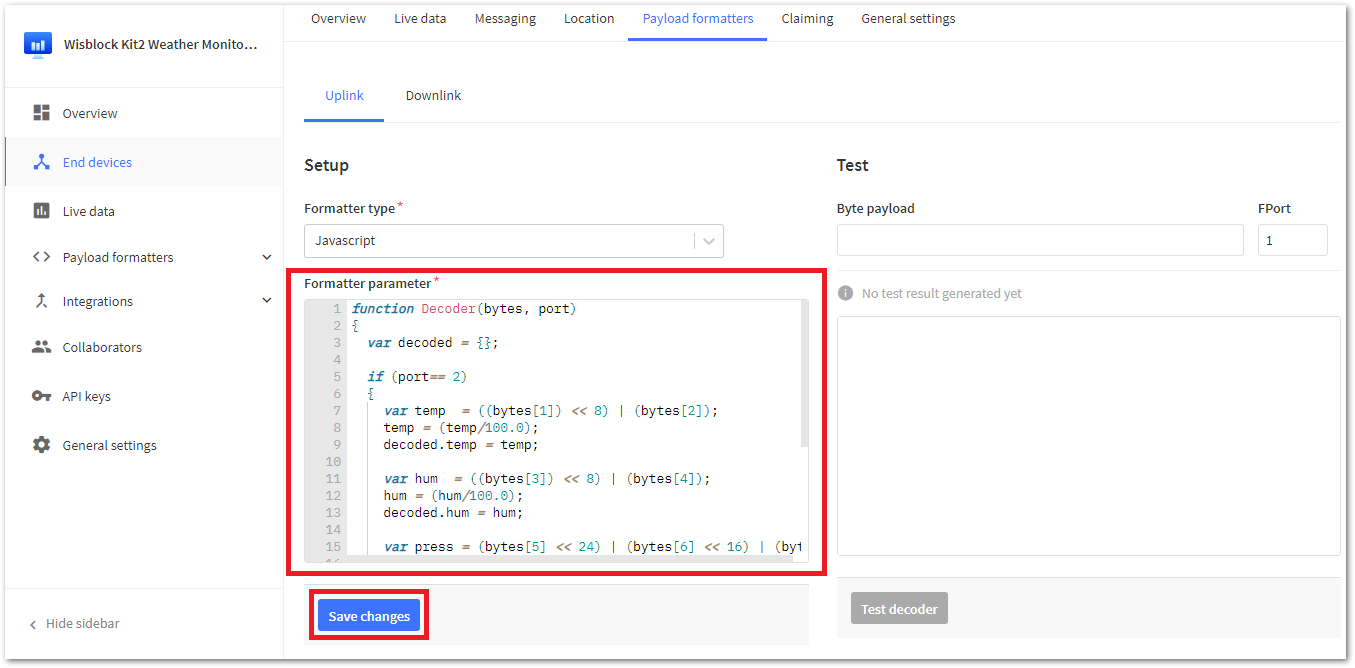 Wisblock Kit2 Weather Monito...
Overview
End devices
Live data
Payload formatters
Integrations
Collaborators
API keys
General settings
Hide sidebar
Overview Live data Messaging Location Payload formatters Claiming General settings
Uplink Downlink
Setup
Formatter type*
Javascript
Formatter parameter*
1 function Decoder(bytes, port)
2 {
3 var decoded = {};
4
5 if (port== 2)
6 {
7 var temp  = ((bytes[1]) << 8) | (bytes[2]);
8 temp = (temp/100.0);
9 decoded.temp = temp;
10
11 var hum  = ((bytes[3]) << 8) | (bytes[4]);
12 hum = (hum/100.0);
13 decoded.hum = hum;
14
15 var press = (bytes[5] << 24) | (bytes[6] << 16) | (byt
Save changes
Test
Byte payload FPort
1
No test result generated yet
Test decoder